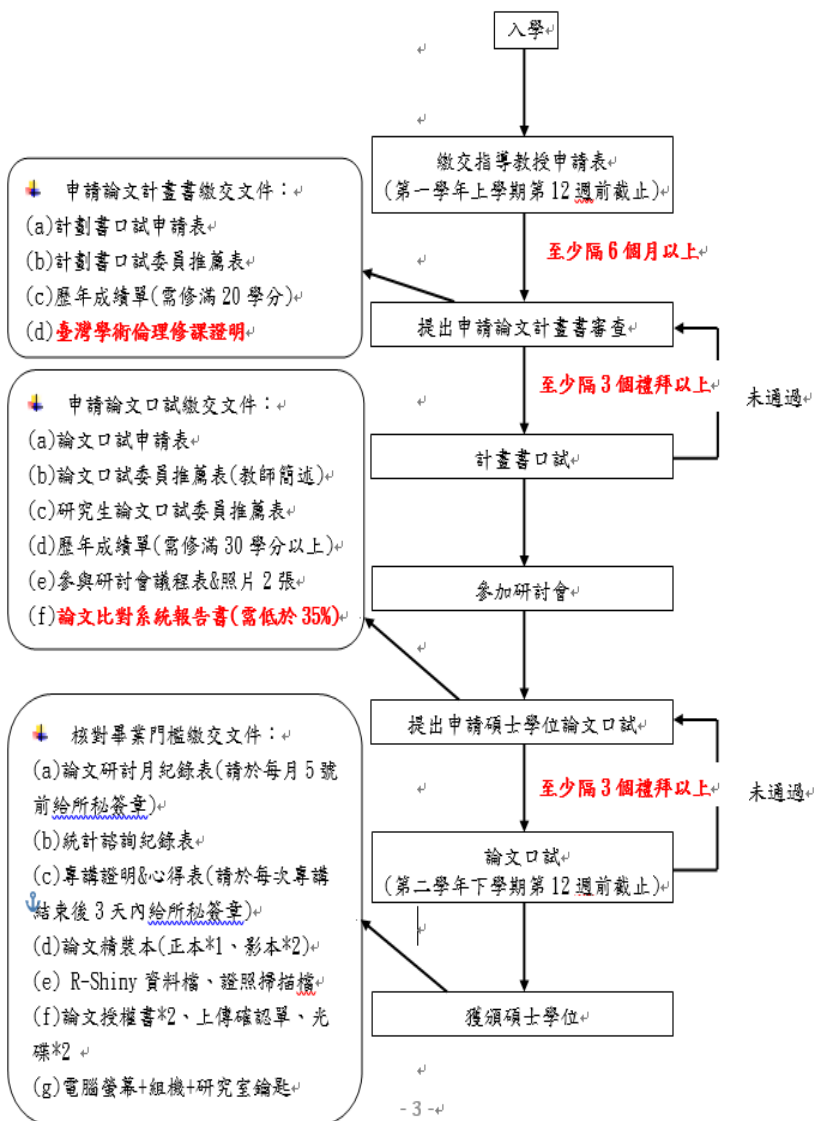 入學
繳交指導教授申請表
(第一學年上學期第12週前截止)
至少隔6個月以上
申請論文計畫書繳交文件：
(a)計劃書口試申請表
(b)計劃書口試委員推薦表
(c)歷年成績單(需修滿20學分)
(d)臺灣學術倫理修課證明
提出申請論文計畫書審查
至少隔3個禮拜以上
未通過
計畫書口試
申請論文口試繳交文件：
(a)論文口試申請表
(b)論文口試委員推薦表(教師簡述)
(c)研究生論文口試委員推薦表
(d)歷年成績單(需修滿30學分以上)
(e)參與研討會議程表&照片2張
(f)論文比對系統報告書(需低於35%)
參加研討會
提出申請碩士學位論文口試
至少隔3個禮拜以上
未通過
論文口試
(第二學年下學期第12週前截止)
核對畢業門檻繳交文件：
(a)論文研討月紀錄表(請於每月5號
前給所秘簽章)
(b)統計諮詢紀錄表
(c)專講證明&心得表(請於每次專講
結束後3天內給所秘簽章)
(d)論文精裝本(正本*1、影本*2)
(e) R-Shiny 資料檔、證照掃描檔
(f)論文授權書*2、上傳確認單、光
碟*2
(g)電腦螢幕+組機+研究室鑰匙
獲頒碩士學位
- 3 -